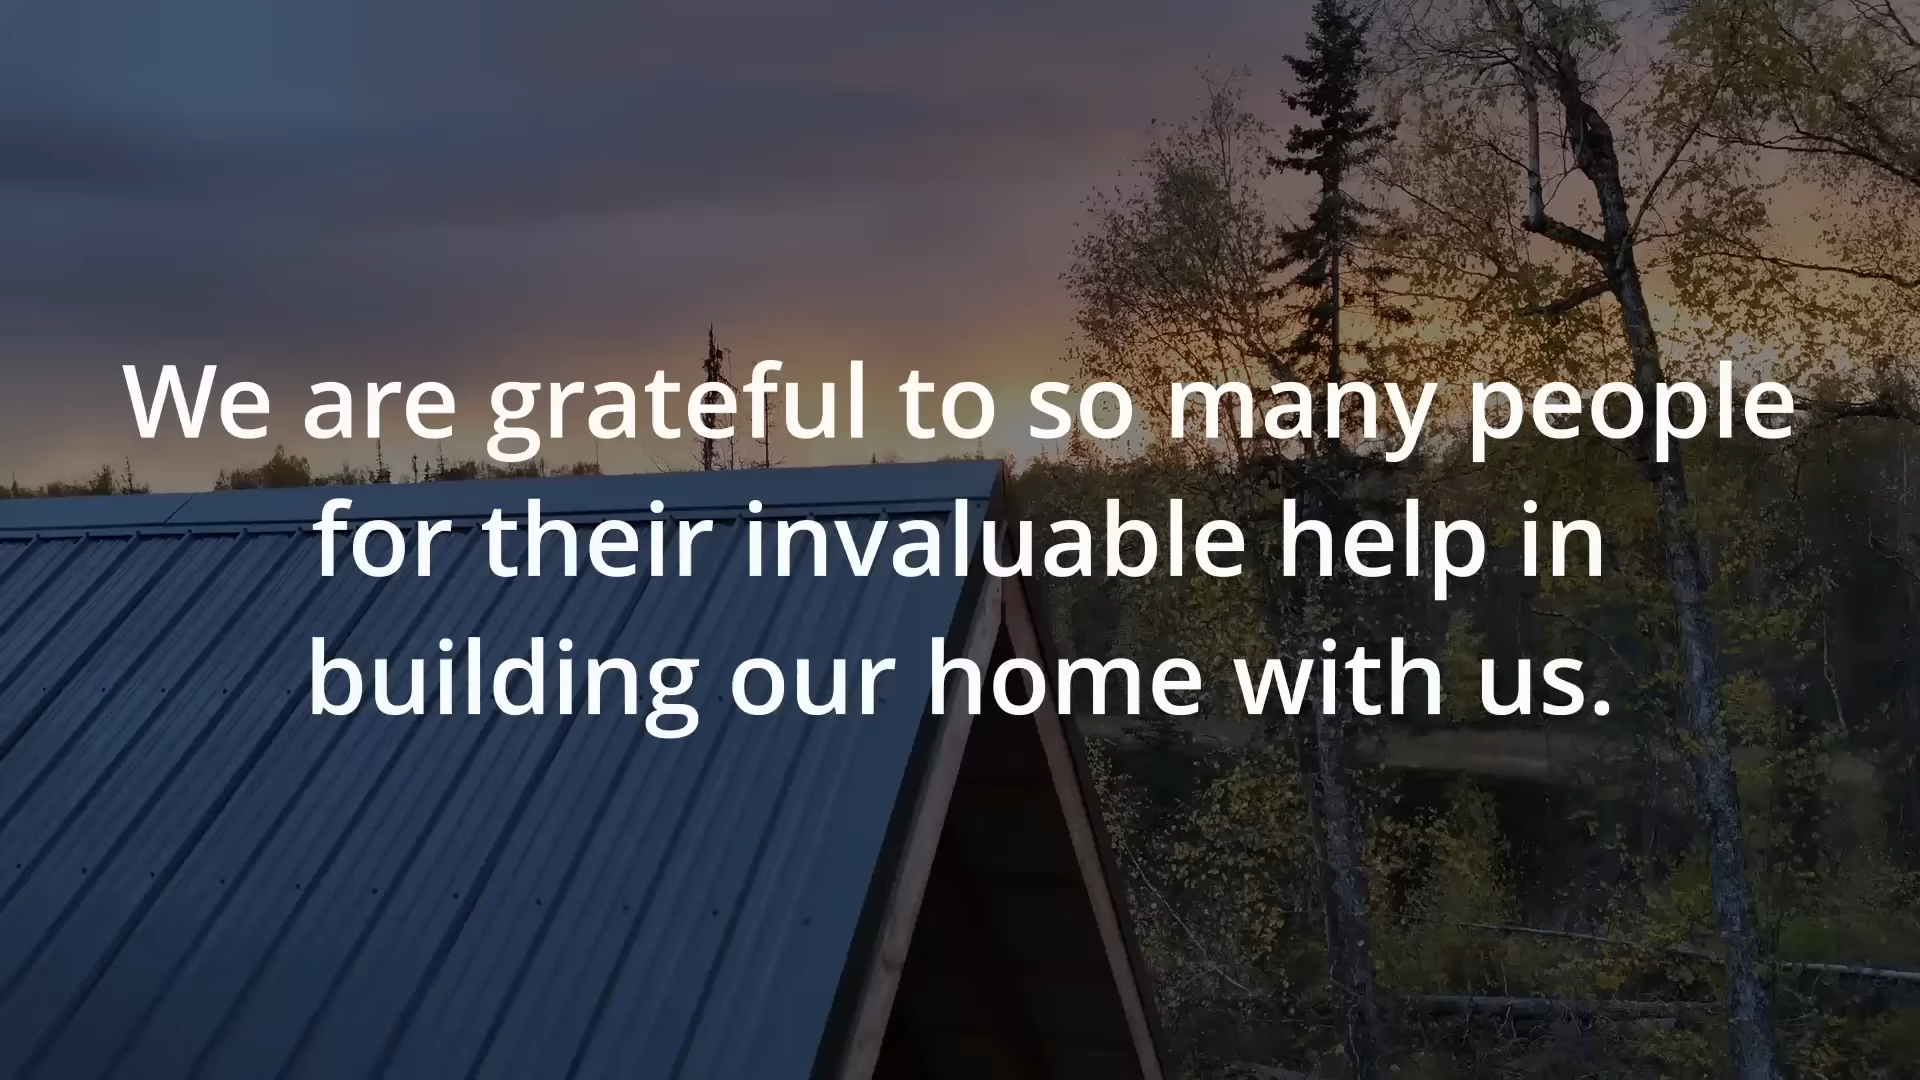 We are grateful to so many people
for their invaluable help in
building our home with us.